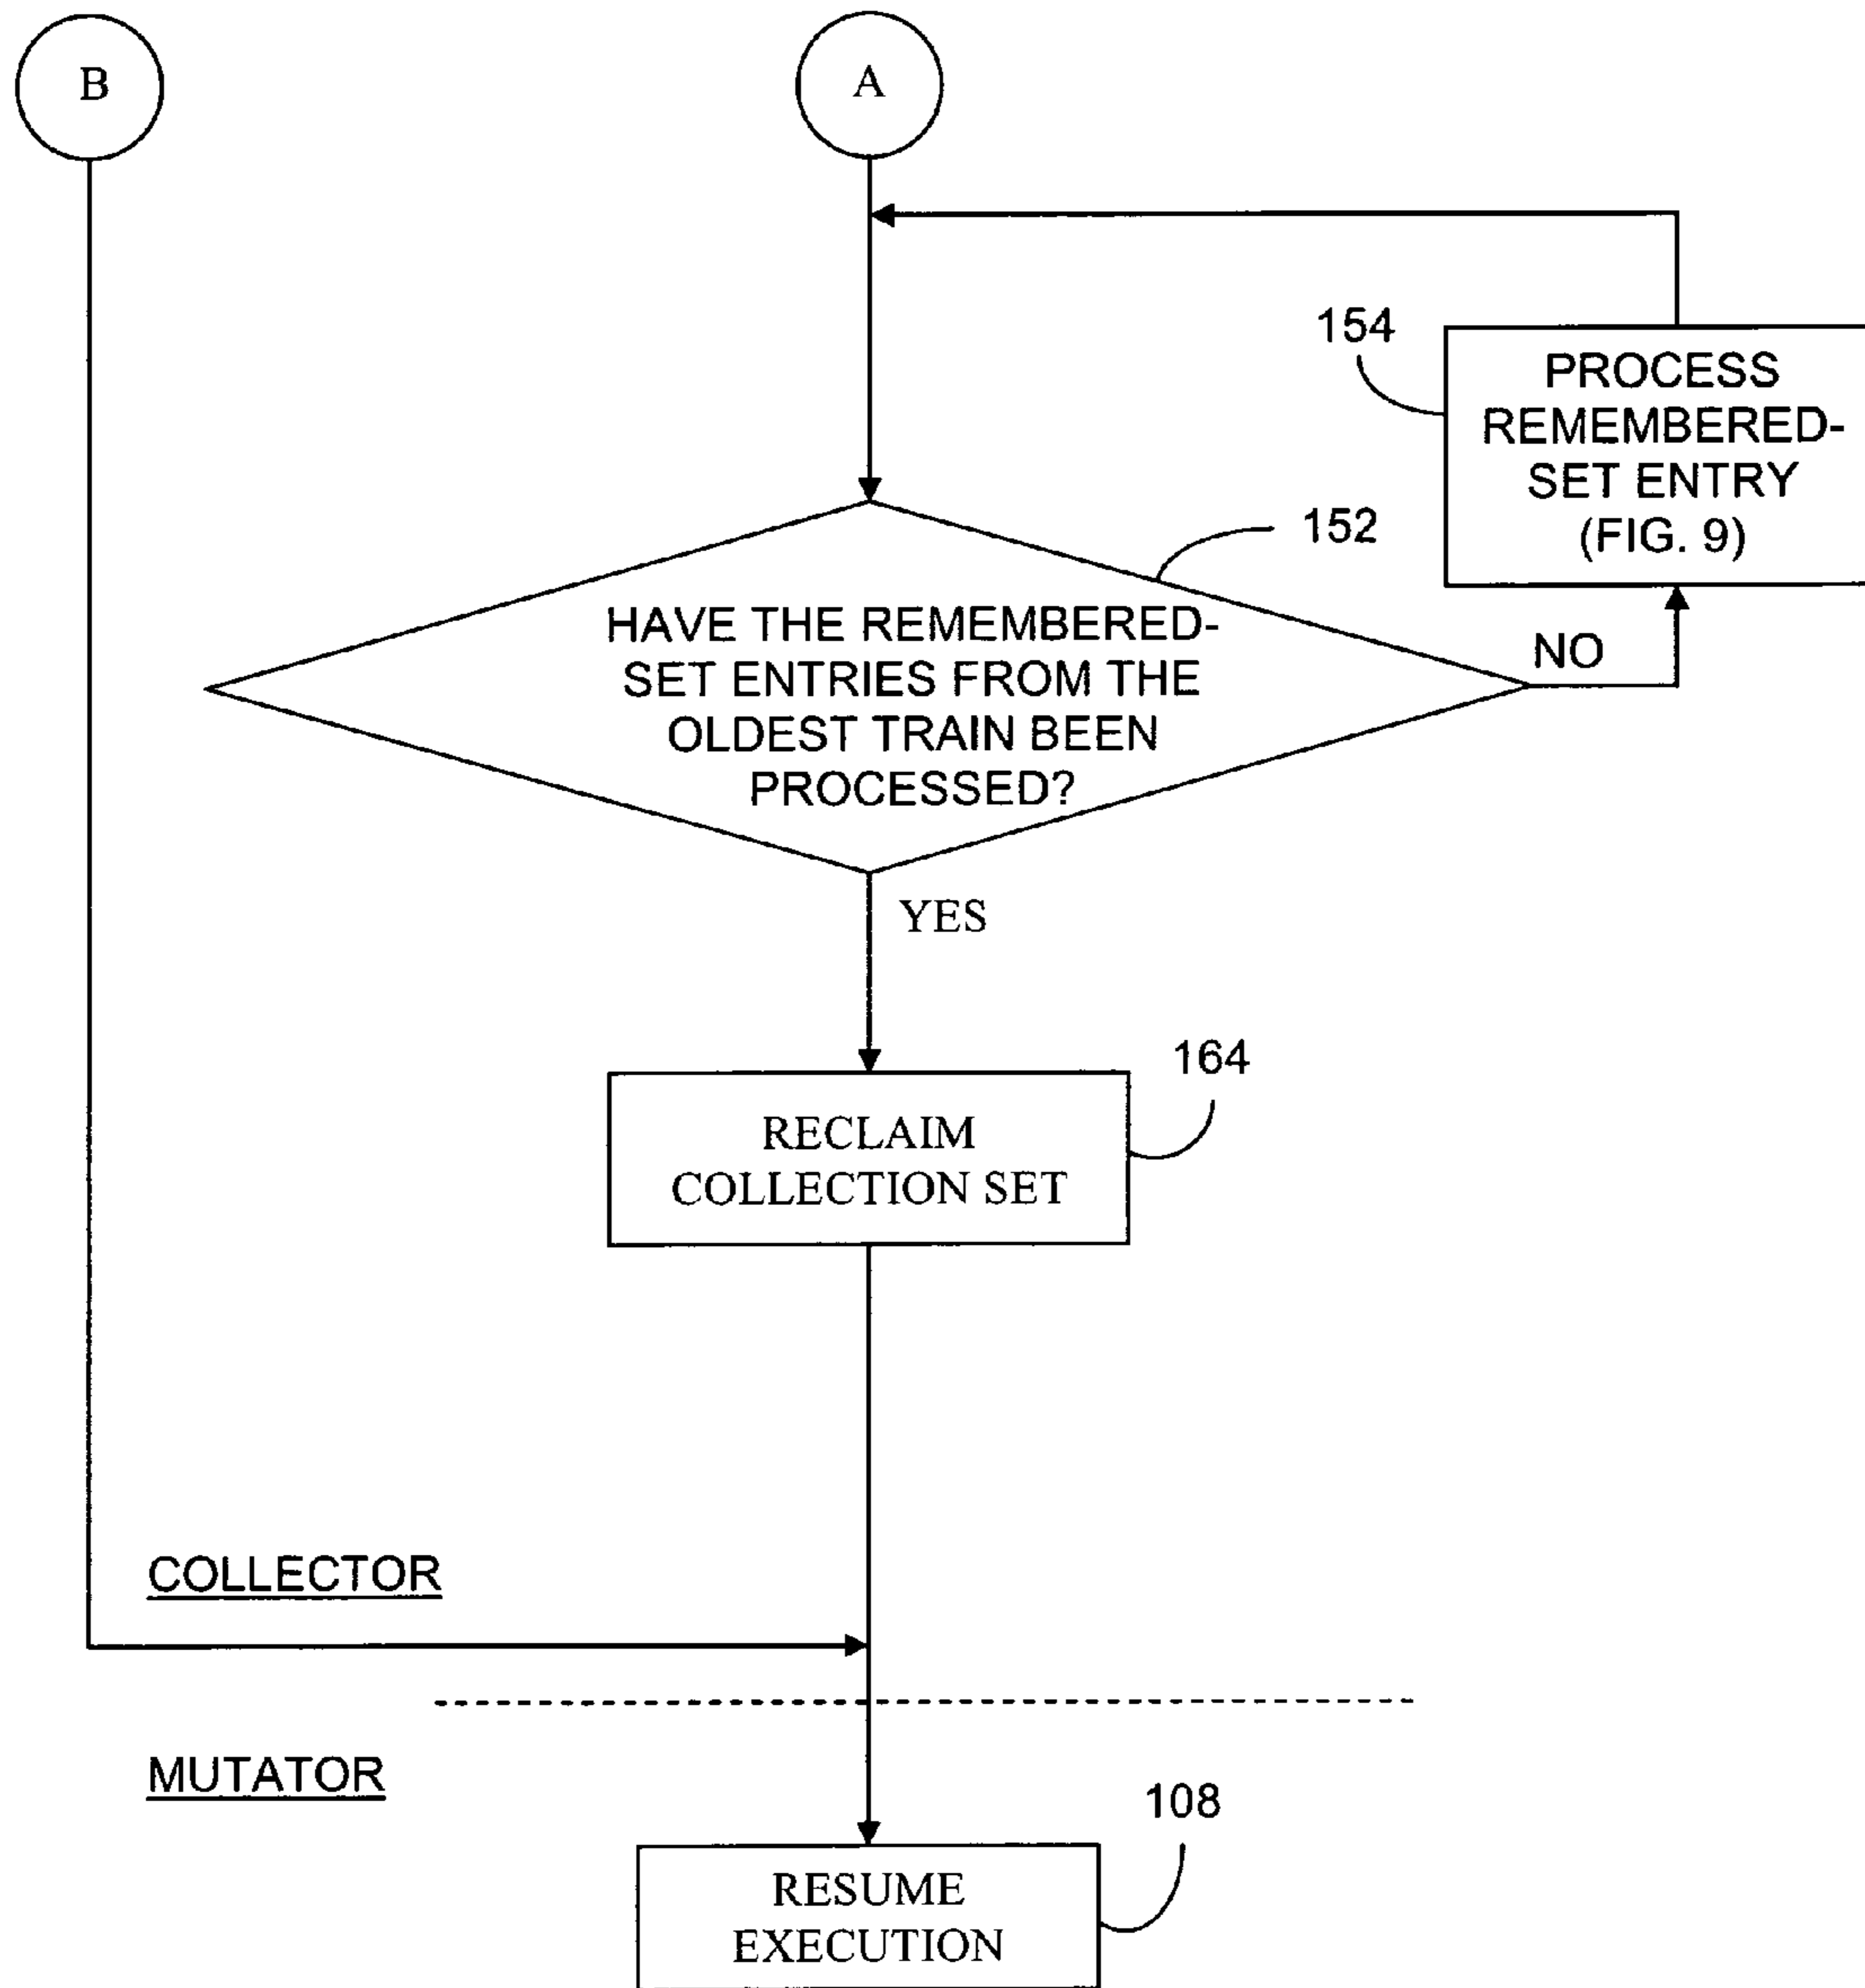 B
A
154
PROCESS
REMEMBERED-
SET ENTRY
(FIG. 9)
152
HAVE THE REMEMBERED-
SET ENTRIES FROM THE
OLDEST TRAIN BEEN
PROCESSED?
NO
YES
164
RECLAIM
COLLECTION SET
COLLECTOR
MUTATOR
108
RESUME
EXECUTION